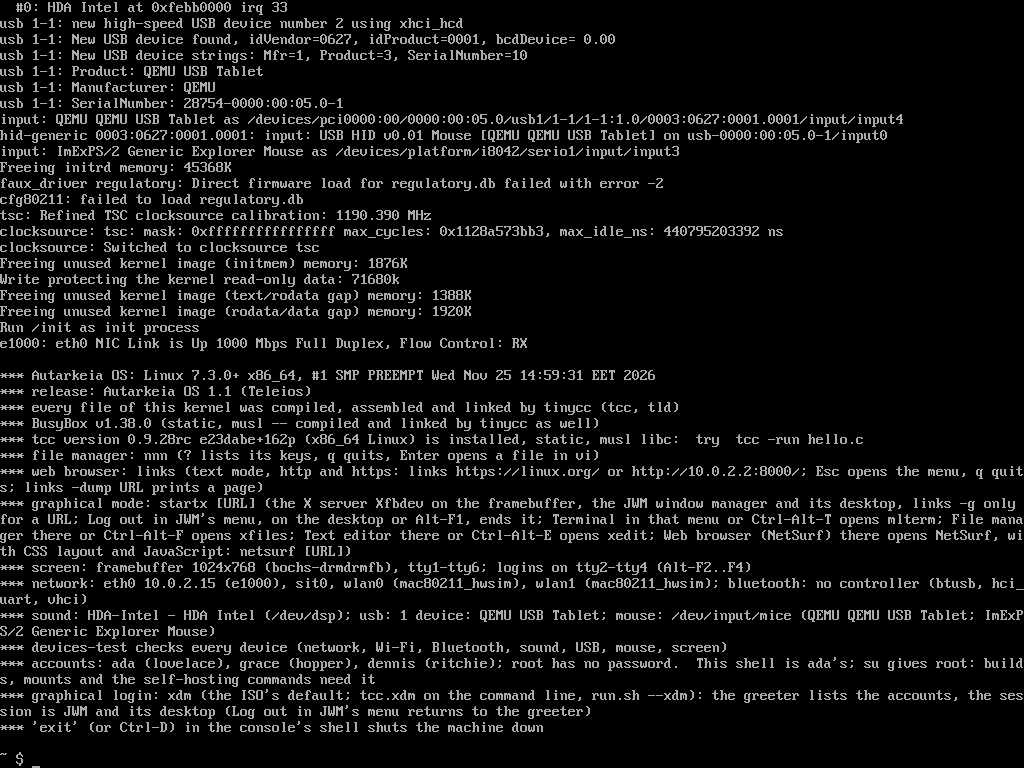 #0: HDA Intel at 0xfebb0000 irq 33
usb 1-1: new high-speed USB device number 2 using xhci_hcd
usb 1-1: New USB device found, idVendor=0627, idProduct=0001, bcdDevice= 0.00
usb 1-1: New USB device strings: Mfr=1, Product=3, SerialNumber=10
usb 1-1: Product: QEMU USB Tablet
usb 1-1: Manufacturer: QEMU
usb 1-1: SerialNumber: 28754-0000:00:05.0-1
input: QEMU QEMU USB Tablet as /devices/pci0000:00/0000:00:05.0/usb1/1-1/1-1:1.0/0003:0627:0001.0001/input/input4
hid-generic 0003:0627:0001.0001: input: USB HID v0.01 Mouse [QEMU QEMU USB Tablet] on usb-0000:00:05.0-1/input0
input: ImExPS/2 Generic Explorer Mouse as /devices/platform/i8042/serio1/input/input3
Freeing initrd memory: 45368K
faux_driver regulatory: Direct firmware load for regulatory.db failed with error -2
cfg80211: failed to load regulatory.db
tsc: Refined TSC clocksource calibration: 1190.390 MHz
clocksource: tsc: mask: 0xffffffffffffffff max_cycles: 0x1128a573bb3, max_idle_ns: 440795203392 ns
clocksource: Switched to clocksource tsc
Freeing unused kernel image (initmem) memory: 1876K
Write protecting the kernel read-only data: 71680k
Freeing unused kernel image (text/rodata gap) memory: 1388K
Freeing unused kernel image (rodata/data gap) memory: 1920K
Run /init as init process
e1000: eth0 NIC Link is Up 1000 Mbps Full Duplex, Flow Control: RX

*** Autarkeia OS: Linux 7.3.0+ x86_64, #1 SMP PREEMPT Wed Nov 25 14:59:31 EET 2026
*** release: Autarkeia OS 1.1 (Teleios)
*** every file of this kernel was compiled, assembled and linked by tinycc (tcc, tld)
*** BusyBox v1.38.0 (static, musl -- compiled and linked by tinycc as well)
*** tcc version 0.9.28rc e23dabe+162p (x86_64 Linux) is installed, static, musl libc:  try  tcc -run hello.c
*** file manager: nnn (? lists its keys, q quits, Enter opens a file in vi)
*** web browser: links (text mode, http and https: links https://linux.org/ or http://10.0.2.2:8000/; Esc opens the menu, q quit
s; links -dump URL prints a page)
*** graphical mode: startx [URL] (the X server Xfbdev on the framebuffer, the JWM window manager and its desktop, links -g only
for a URL; Log out in JWM's menu, on the desktop or Alt-F1, ends it; Terminal in that menu or Ctrl-Alt-T opens mlterm; File mana
ger there or Ctrl-Alt-F opens xfiles; Text editor there or Ctrl-Alt-E opens xedit; Web browser (NetSurf) there opens NetSurf, wi
th CSS layout and JavaScript: netsurf [URL])
*** screen: framebuffer 1024x768 (bochs-drmdrmfb), tty1-tty6; logins on tty2-tty4 (Alt-F2..F4)
*** network: eth0 10.0.2.15 (e1000), sit0, wlan0 (mac80211_hwsim), wlan1 (mac80211_hwsim); bluetooth: no controller (btusb, hci_
uart, vhci)
*** sound: HDA-Intel - HDA Intel (/dev/dsp); usb: 1 device: QEMU USB Tablet; mouse: /dev/input/mice (QEMU QEMU USB Tablet; ImExP
S/2 Generic Explorer Mouse)
*** devices-test checks every device (network, Wi-Fi, Bluetooth, sound, USB, mouse, screen)
*** accounts: ada (lovelace), grace (hopper), dennis (ritchie); root has no password.  This shell is ada's; su gives root: build
s, mounts and the self-hosting commands need it
*** graphical login: xdm (the ISO's default; tcc.xdm on the command line, run.sh --xdm): the greeter lists the accounts, the ses
sion is JWM and its desktop (Log out in JWM's menu returns to the greeter)
*** 'exit' (or Ctrl-D) in the console's shell shuts the machine down

~ $ _